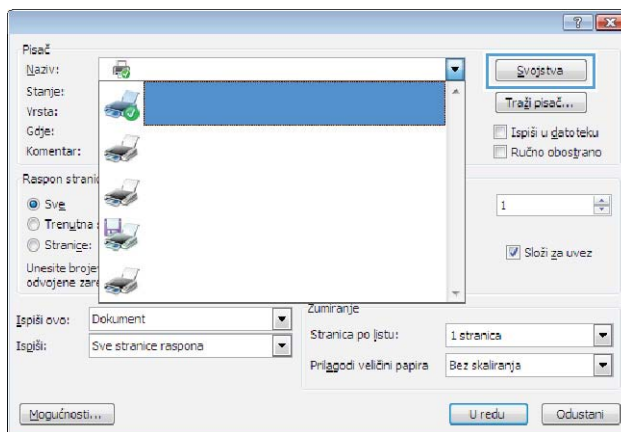 Pisač
Naziv:
Svojstva
Stanje:
Vrsta:
Traži pisač...
Gdje:
Ispiši u datoteku
Komentar:
Ručno obostrano
Raspon stranic
Sve
1
Trenutna s
Stranice:
Složi za uvez
Unesite broje
odvojene zare
Ispiši ovo: Dokument
Zumiranje
Stranica po listu: 1 stranica
Ispiši: Sve stranice raspona
Prilagodi veličini papira Bez skaliranja
Mogućnosti...
U redu
Odustani